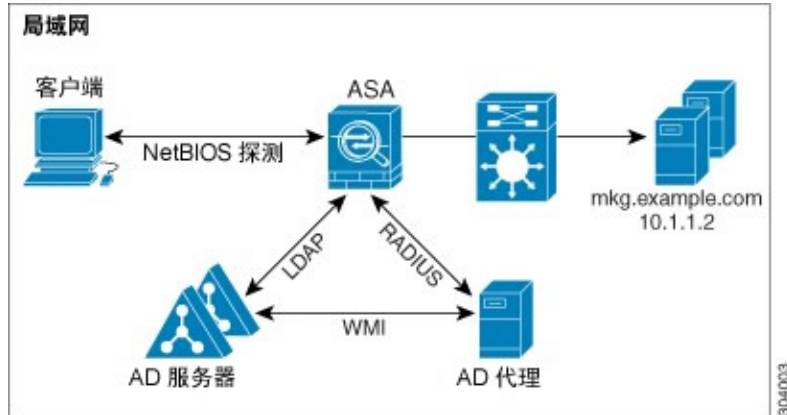 局域网
客户端
ASA
NetBIOS 探测
mkg.example.com
10.1.1.2
LDAP
RADIUS
WMI
AD 服务器
AD 代理
304003